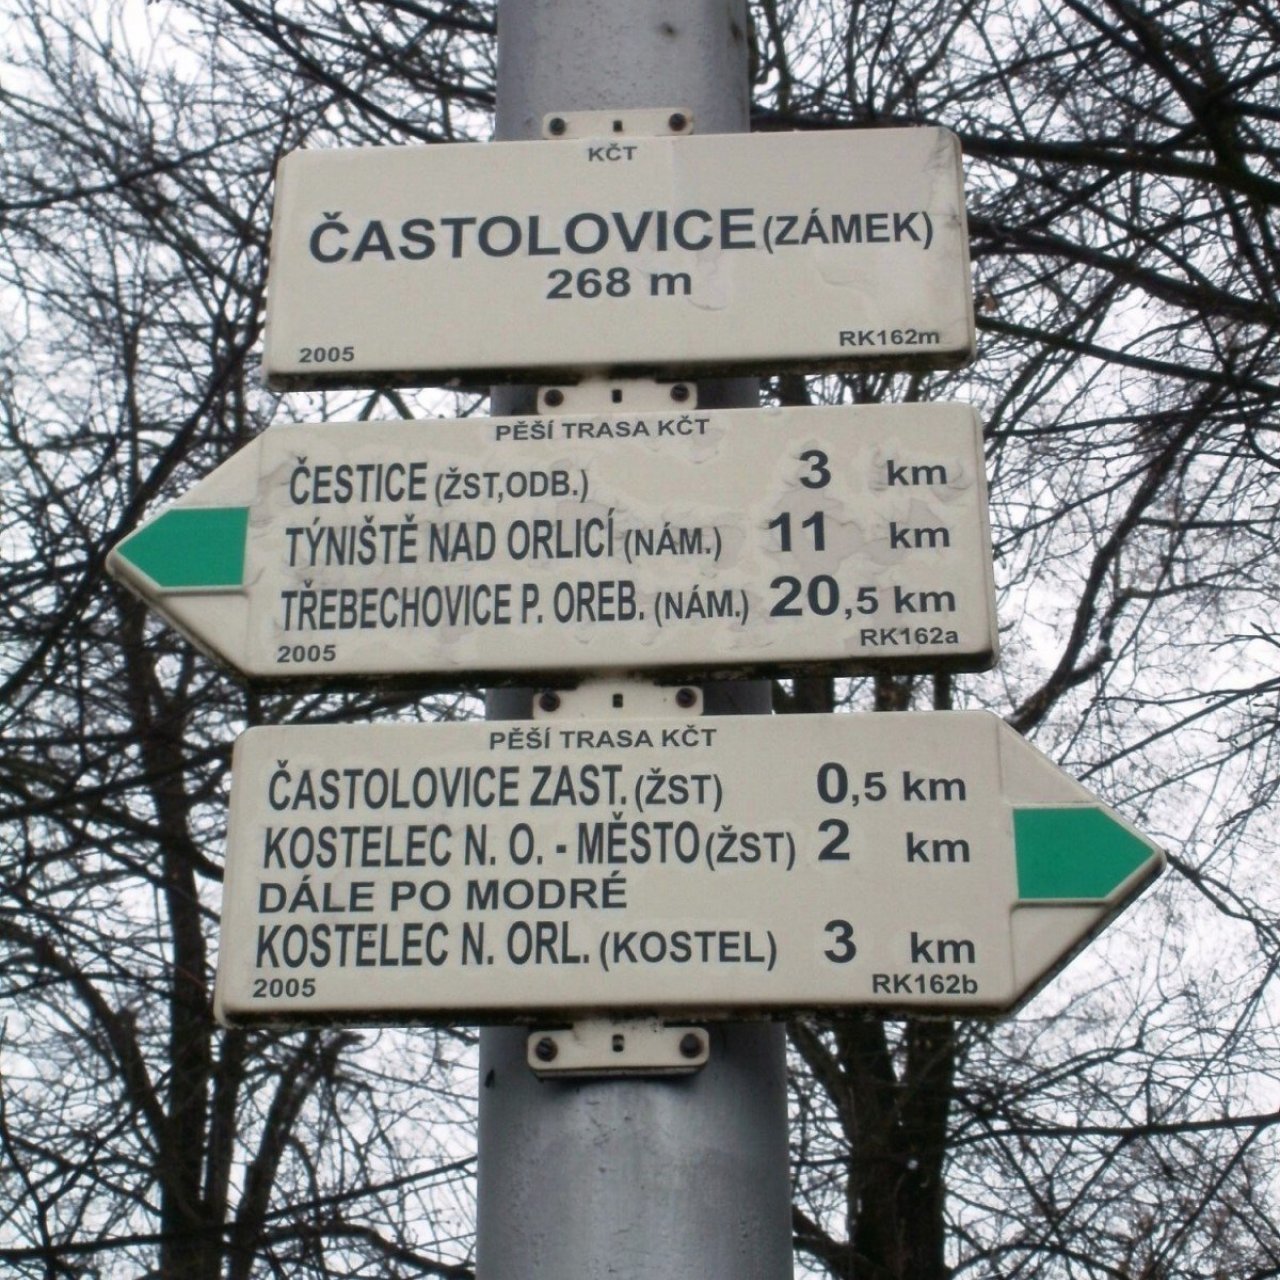 KČT
ČASTOLOVICE (ZÁMEK)
268 m
2005 RK162m
PĚŠÍ TRASA KČT
ČESTICE (ŽST,ODB.) 3 km
TÝNIŠTĚ NAD ORLICÍ (NÁM.) 11 km
TŘEBECHOVICE P. OREB. (NÁM.) 20,5 km
2005 RK162a
PĚŠÍ TRASA KČT
ČASTOLOVICE ZAST. (ŽST) 0,5 km
KOSTELEC N. O. - MĚSTO (ŽST) 2 km
DÁLE PO MODRÉ
KOSTELEC N. ORL. (KOSTEL) 3 km
2005 RK162b